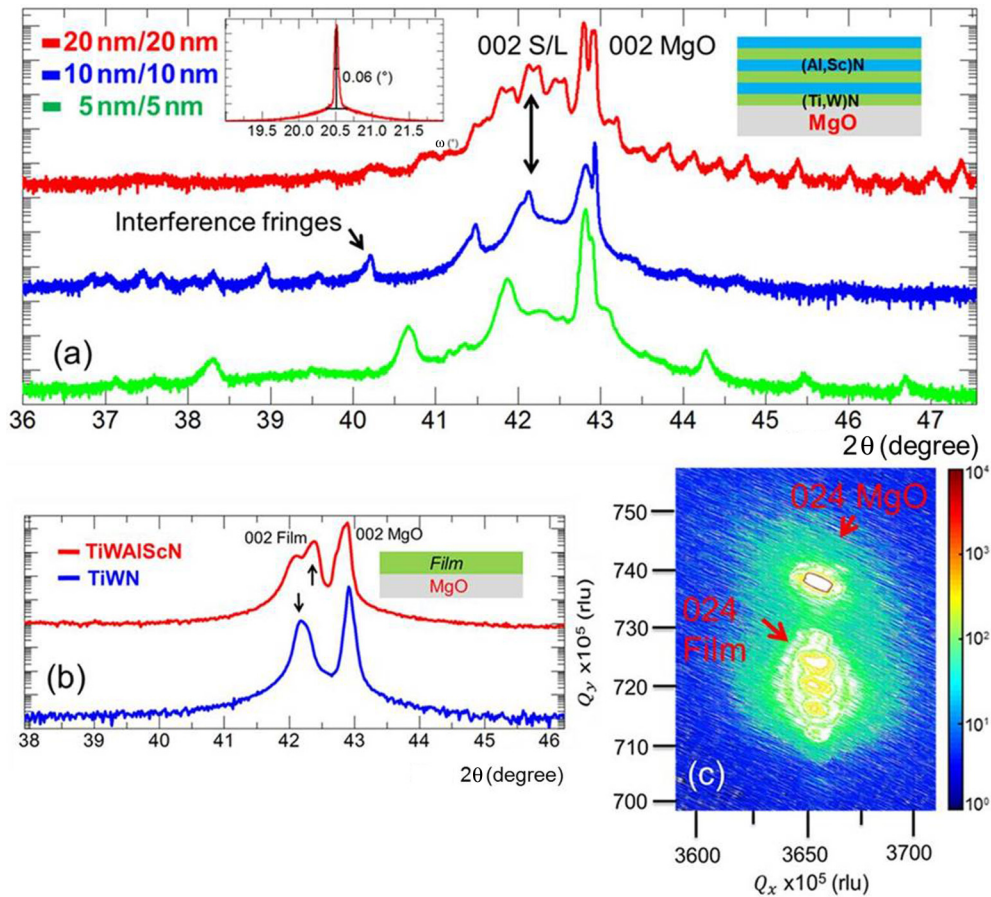 20 nm/20 nm
10 nm/10 nm
5 nm/5 nm
0.06 (°)
19.5 20.0 20.5 21.0 21.5
ω (°)
002 S/L
002 MgO
(Al,Sc)N
(Ti,W)N
MgO
Interference fringes
(a)
36 37 38 39 40 41 42 43 44 45 46 47
2θ (degree)
TiWAlScN
TiWN
002 Film
002 MgO
Film
MgO
(b)
38 39 40 41 42 43 44 45 46
2θ (degree)
024 MgO
024
Film
(c)
750
740
730
720
710
700
Qy x10⁵ (rlu)
3600 3650 3700
Qx x10⁵ (rlu)
10⁴
10³
10²
10¹
10⁰